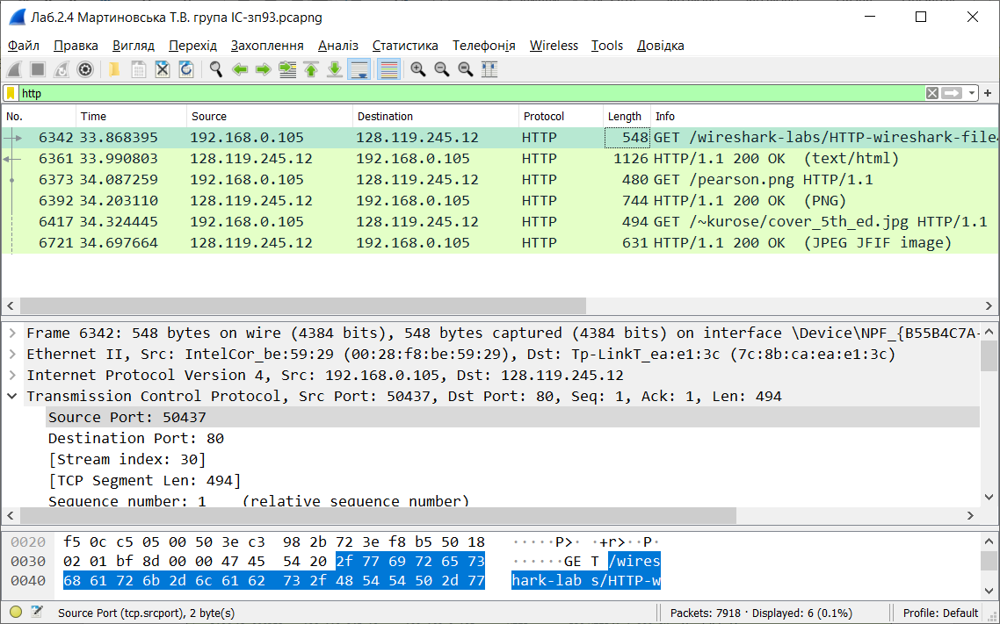 Лаб.2.4 Мартиновська Т.В. група ІС-зп93.pcapng
Файл Правка Вигляд Перехід Захоплення Аналіз Статистика Телефонія Wireless Tools Довідка
http
No. Time Source Destination Protocol Length Info
6342 33.868395 192.168.0.105 128.119.245.12 HTTP 548 GET /wireshark-labs/HTTP-wireshark-file4
6361 33.990803 128.119.245.12 192.168.0.105 HTTP 1126 HTTP/1.1 200 OK (text/html)
6373 34.087259 192.168.0.105 128.119.245.12 HTTP 480 GET /pearson.png HTTP/1.1
6392 34.203110 128.119.245.12 192.168.0.105 HTTP 744 HTTP/1.1 200 OK (PNG)
6417 34.324445 192.168.0.105 128.119.245.12 HTTP 494 GET /~kurose/cover_5th_ed.jpg HTTP/1.1
6721 34.697664 128.119.245.12 192.168.0.105 HTTP 631 HTTP/1.1 200 OK (JPEG JFIF image)
Frame 6342: 548 bytes on wire (4384 bits), 548 bytes captured (4384 bits) on interface \Device\NPF_{B55B4C7A-
Ethernet II, Src: IntelCor_be:59:29 (00:28:f8:be:59:29), Dst: Tp-LinkT_ea:e1:3c (7c:8b:ca:ea:e1:3c)
Internet Protocol Version 4, Src: 192.168.0.105, Dst: 128.119.245.12
Transmission Control Protocol, Src Port: 50437, Dst Port: 80, Seq: 1, Ack: 1, Len: 494
Source Port: 50437
Destination Port: 80
[Stream index: 30]
[TCP Segment Len: 494]
Sequence number: 1 (relative sequence number)
0020 f5 0c c5 05 00 50 3e c3 98 2b 72 3e f8 b5 50 18 ·····P>· ·+r>··P·
0030 02 01 bf 8d 00 00 47 45 54 20 2f 77 69 72 65 73 ······GE T /wires
0040 68 61 72 6b 2d 6c 61 62 73 2f 48 54 54 50 2d 77 hark-lab s/HTTP-w
Source Port (tcp.srcport), 2 byte(s) Packets: 7918 · Displayed: 6 (0.1%) Profile: Default